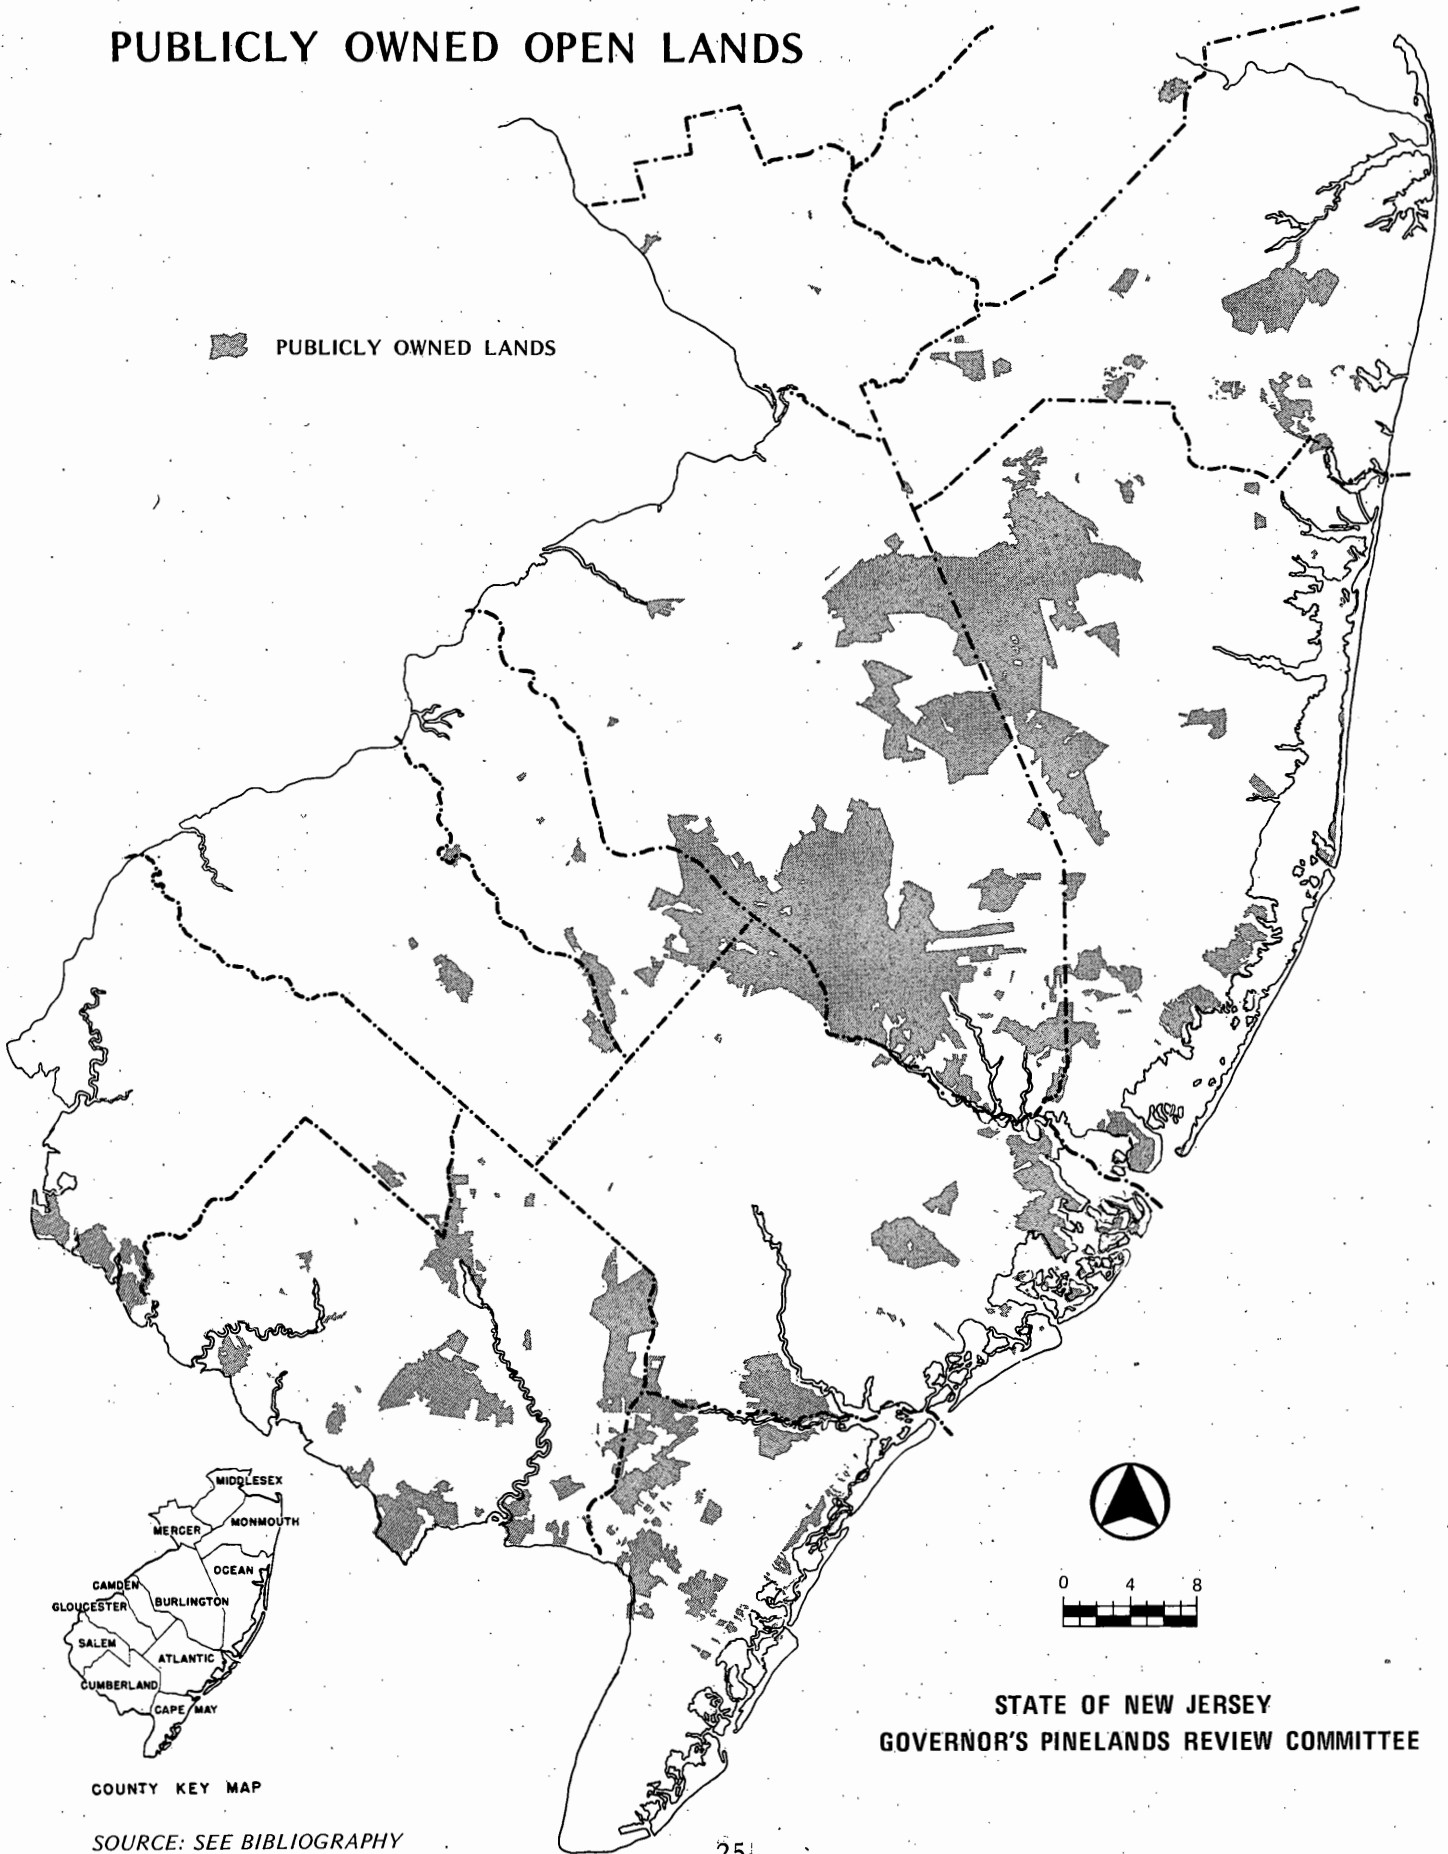 PUBLICLY OWNED OPEN LANDS
PUBLICLY OWNED LANDS
MIDDLESEX
MERCER
MONMOUTH
OCEAN
CAMDEN
GLOUCESTER
BURLINGTON
SALEM
ATLANTIC
CUMBERLAND
CAPE MAY
COUNTY KEY MAP
0 4 8
STATE OF NEW JERSEY
GOVERNOR'S PINELANDS REVIEW COMMITTEE
SOURCE: SEE BIBLIOGRAPHY
25